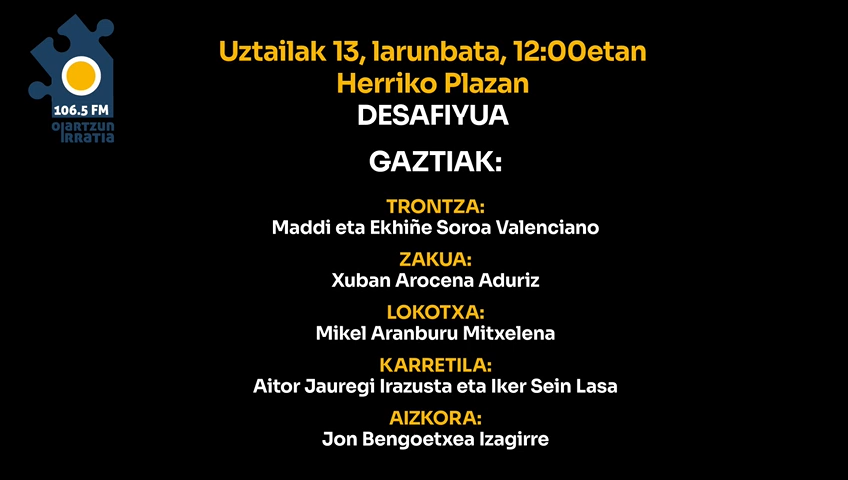 106.5 FM
OIARTZUN
IRRATIA
Uztailak 13, larunbata, 12:00etan
Herriko Plazan
DESAFIYUA
GAZTIAK:
TRONTZA:
Maddi eta Ekhiñe Soroa Valenciano
ZAKUA:
Xuban Arocena Aduriz
LOKOTXA:
Mikel Aranburu Mitxelena
KARRETILA:
Aitor Jauregi Irazusta eta Iker Sein Lasa
AIZKORA:
Jon Bengoetxea Izagirre